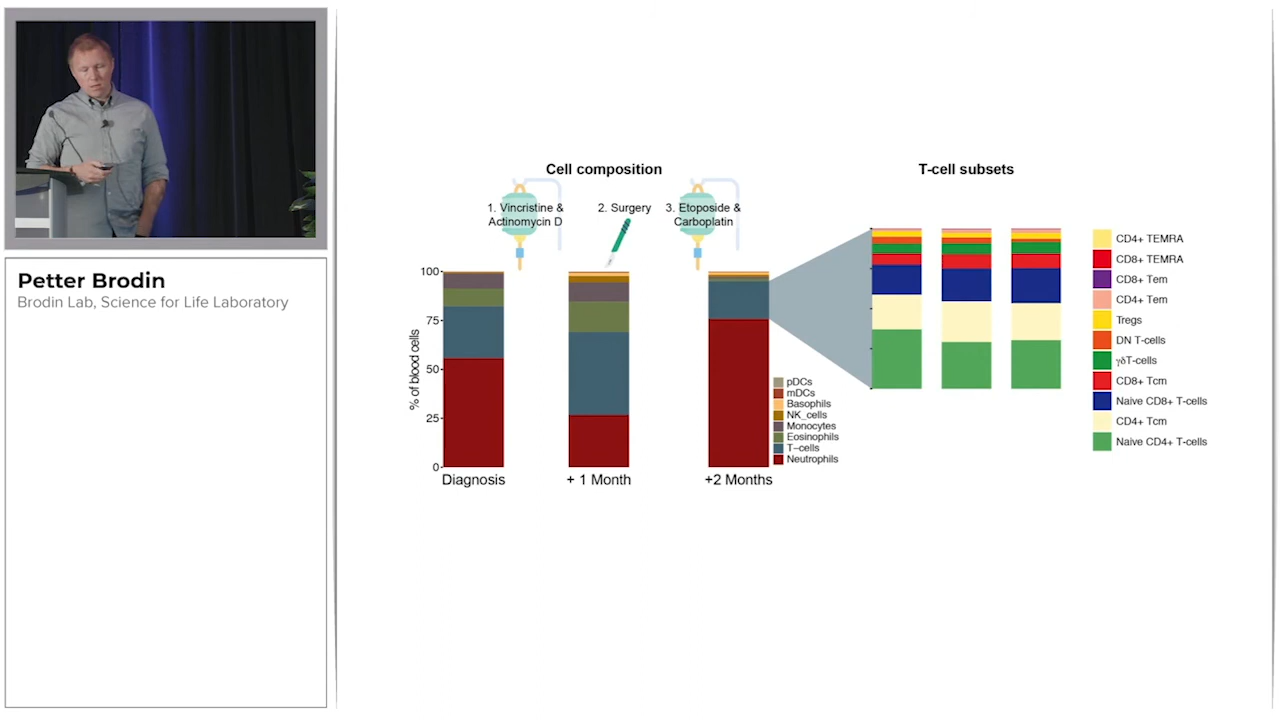 Petter Brodin
Brodin Lab, Science for Life Laboratory
Cell composition
1. Vincristine &
Actinomycin D
2. Surgery
3. Etoposide &
Carboplatin
% of blood cells
100
75
50
25
0
Diagnosis
+ 1 Month
+2 Months
pDCs
mDCs
Basophils
NK_cells
Monocytes
Eosinophils
T−cells
Neutrophils
T-cell subsets
CD4+ TEMRA
CD8+ TEMRA
CD8+ Tem
CD4+ Tem
Tregs
DN T-cells
γδT-cells
CD8+ Tcm
Naive CD8+ T-cells
CD4+ Tcm
Naive CD4+ T-cells